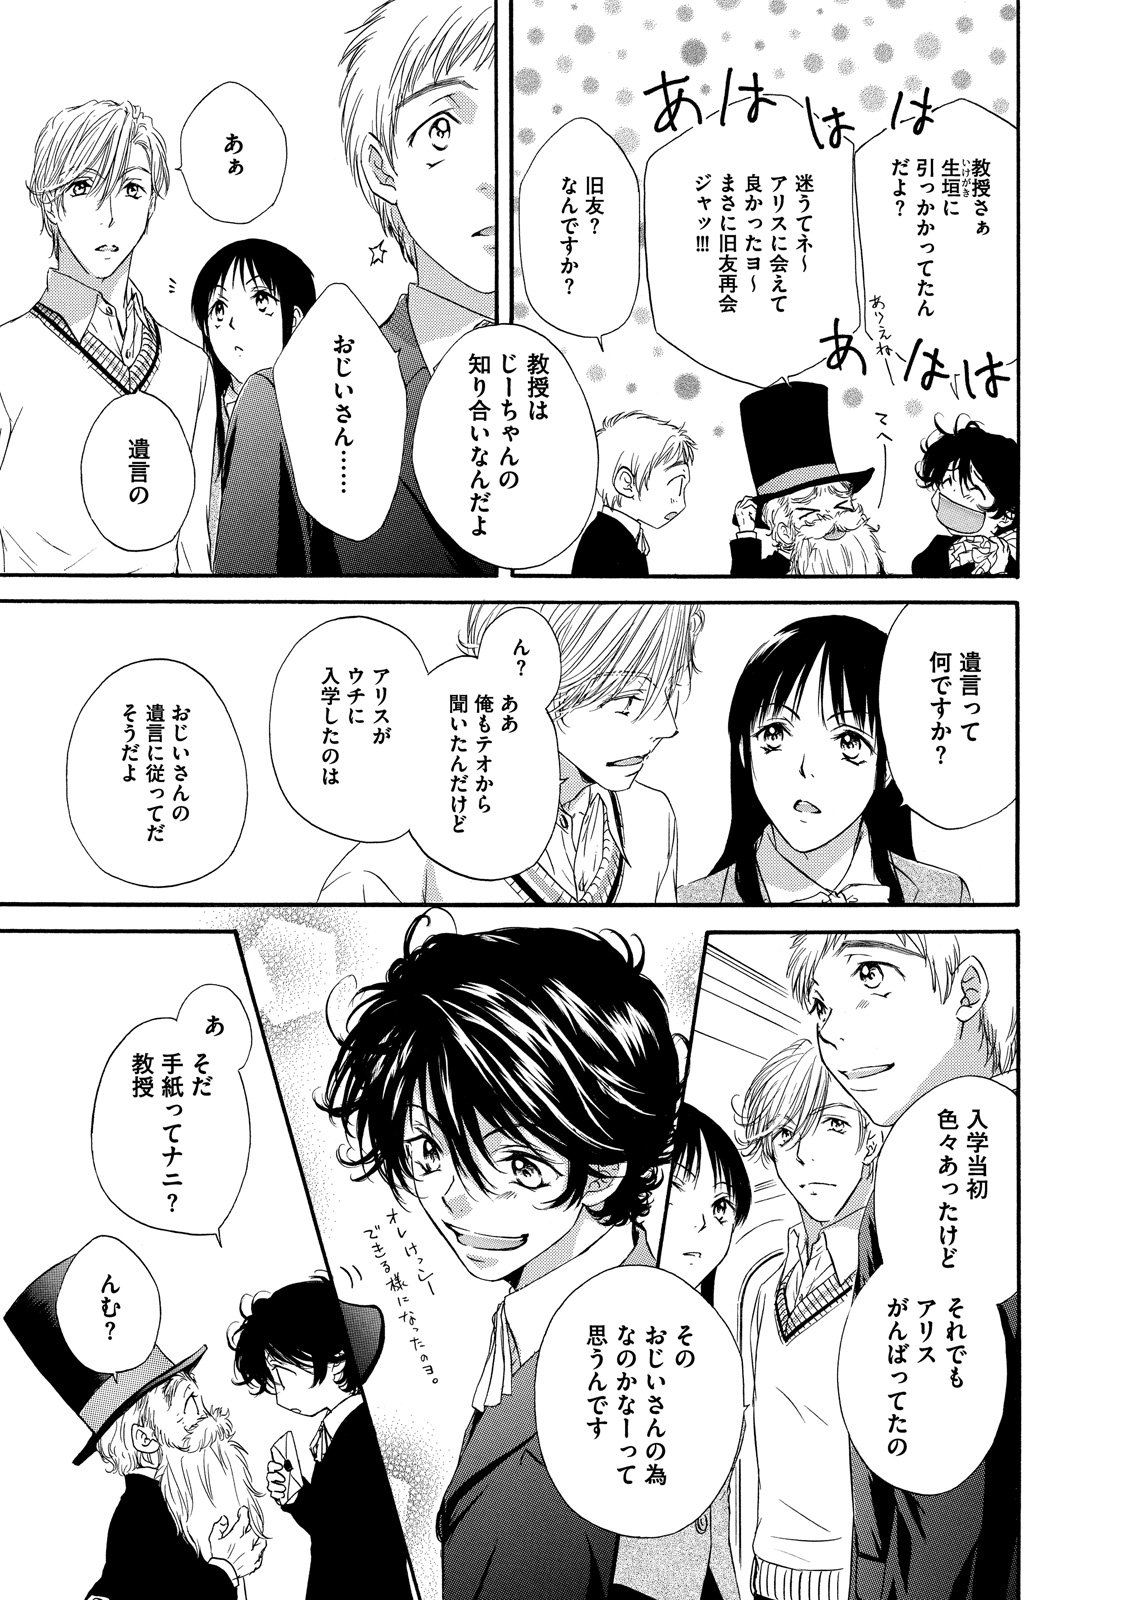 あはは
は
教授さぁ
生垣に
いけがき
引っかかってたん
だよ?
ありえねー
あははは
迷うてネ~
アリスに会えて
良かったヨ~
まさに旧友再会
ジャッ!!!
てへ
旧友?
なんですか?
教授は
じーちゃんの
知り合いなんだよ
おじいさん……
あぁ
遺言の
遺言って
何ですか?
ん?
ああ
俺もテオから
聞いたんだけど
アリスが
ウチに
入学したのは
おじいさんの
遺言に従ってだ
そうだよ
入学当初
色々あったけど
それでも
アリス
がんばってたの
その
おじいさんの為
なのかなーって
思うんです
オレけっこー
できる様になったのヨ。
あ
そだ
手紙ってナニ?
教授
んむ?